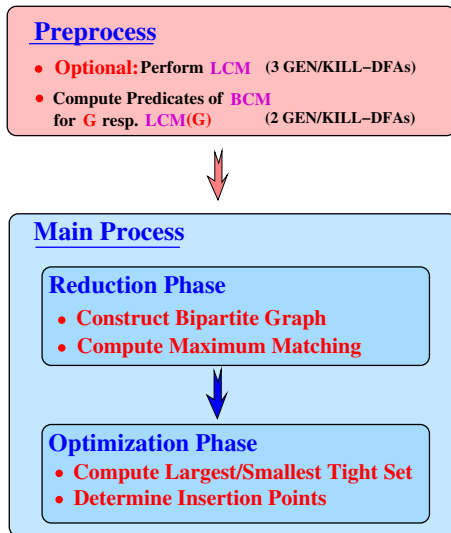 Preprocess
• Optional: Perform LCM (3 GEN/KILL–DFAs)
• Compute Predicates of BCM
for G resp. LCM(G) (2 GEN/KILL–DFAs)
Main Process
Reduction Phase
• Construct Bipartite Graph
• Compute Maximum Matching
Optimization Phase
• Compute Largest/Smallest Tight Set
• Determine Insertion Points